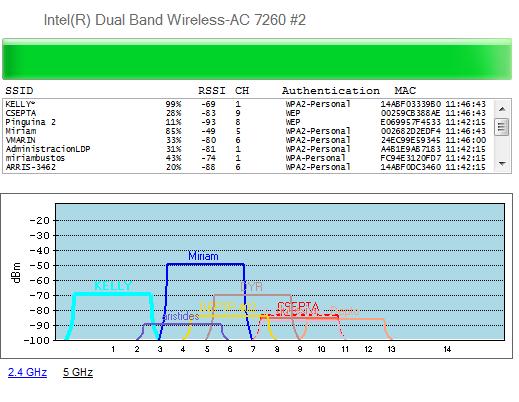 Intel(R) Dual Band Wireless-AC 7260 #2
SSID RSSI CH Authentication MAC
KELLY* 99% -69 1 WPA2-Personal 14ABF03339B0 11:46:43
CSEPTA 28% -83 9 WEP 00259CB38880 11:46:43
Pinguina 2 11% -93 8 WEP E069957F4533 11:42:15
Miriam 85% -49 5 WPA2-Personal 002682D2EDF4 11:46:43
VMARIN 33% -80 6 WPA2-Personal 24EC99E59345 11:46:00
AdministracionLDP 31% -81 1 WPA2-Personal A4B1E9AB7183 11:42:15
miriambustos 43% -74 1 WPA-Personal FC94E3120FD7 11:42:15
ARRIS-3462 20% -88 6 WPA2-Personal 14ABF0DC3460 11:42:15
dBm
-20
-30
-40
-50
-60
-70
-80
-90
-100
Miriam
KELLY
CYR
CSEPTA
aristides
1 2 3 4 5 6 7 8 9 10 11 12 13 14
2.4 GHz 5 GHz